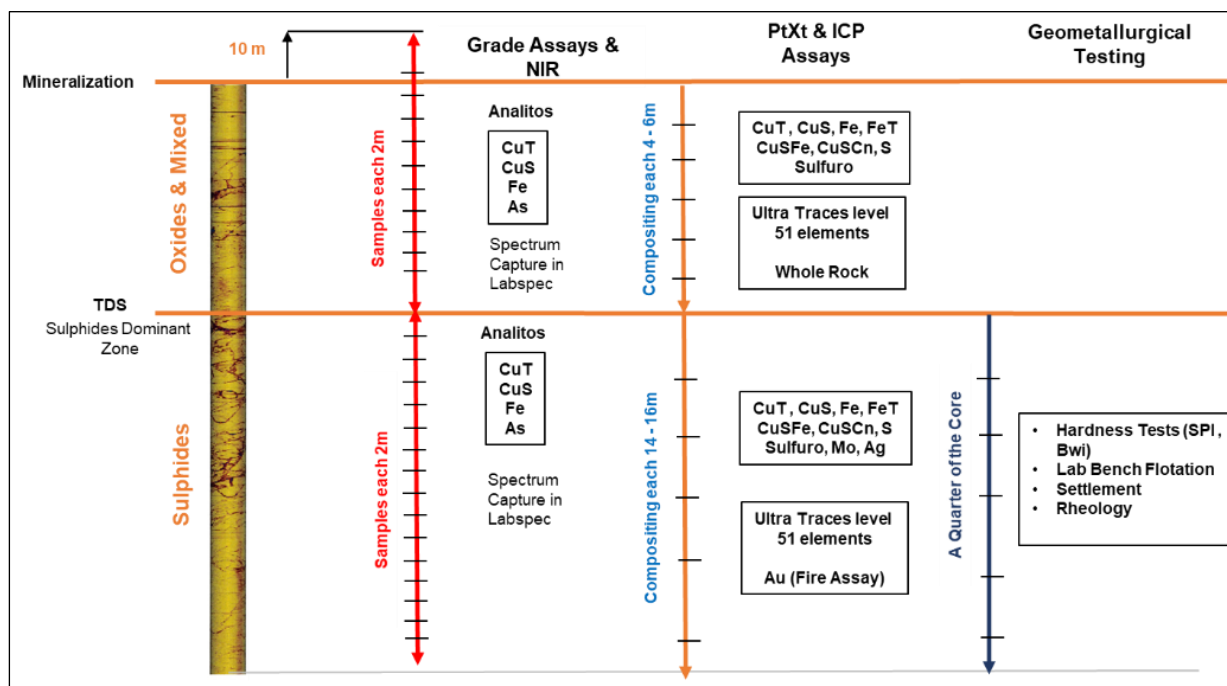 10 m
Grade Assays &
NIR
PtXt & ICP
Assays
Geometallurgical
Testing
Mineralization
Oxides & Mixed
Samples each 2m
Analitos
CuT
CuS
Fe
As
Spectrum
Capture in
Labspec
Compositing each 4 - 6m
CuT , CuS, Fe, FeT
CuSFe, CuSCn, S
Sulfuro
Ultra Traces level
51 elements
Whole Rock
TDS
Sulphides Dominant
Zone
Sulphides
Samples each 2m
Analitos
CuT
CuS
Fe
As
Spectrum
Capture in
Labspec
Compositing each 14 - 16m
CuT , CuS, Fe, FeT
CuSFe, CuSCn, S
Sulfuro, Mo, Ag
Ultra Traces level
51 elements
Au (Fire Assay)
A Quarter of the Core
• Hardness Tests (SPI ,
Bwi)
• Lab Bench Flotation
• Settlement
• Rheology